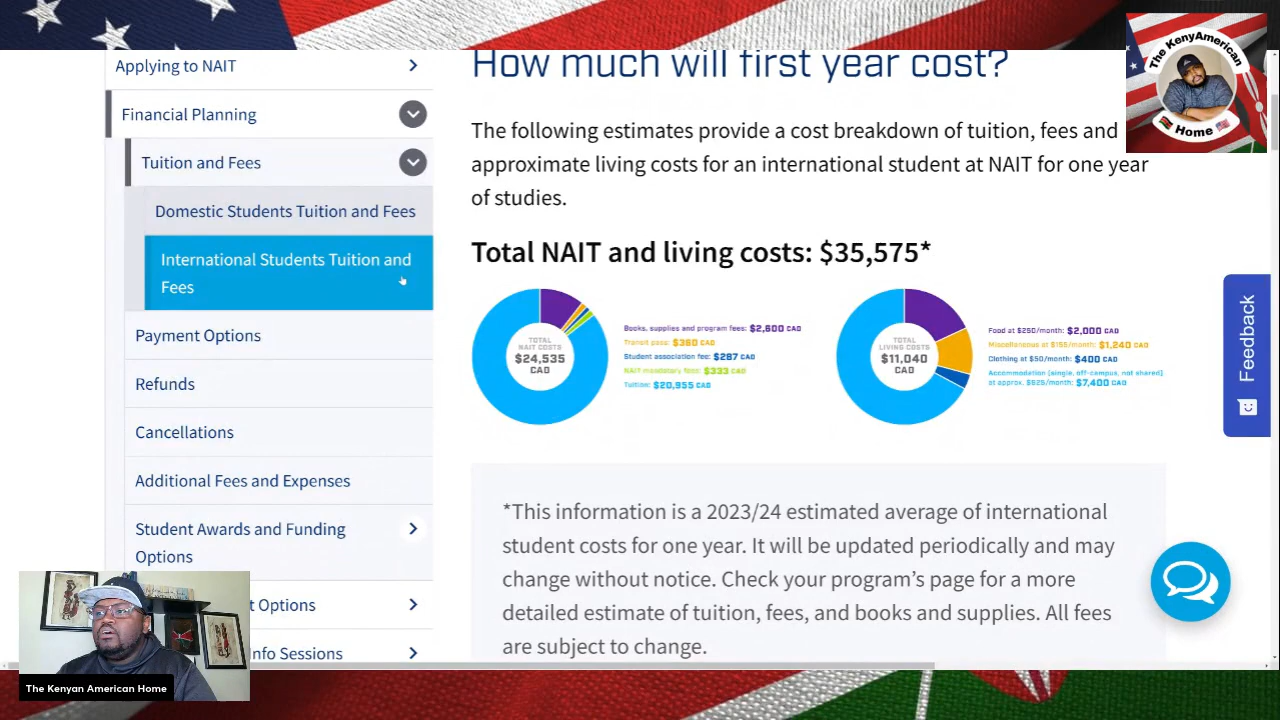 Applying to NAIT
Financial Planning
Tuition and Fees
Domestic Students Tuition and Fees
International Students Tuition and
Fees
Payment Options
Refunds
Cancellations
Additional Fees and Expenses
Student Awards and Funding
Options
t Options
nfo Sessions
How much will first year cost?
The following estimates provide a cost breakdown of tuition, fees and
approximate living costs for an international student at NAIT for one year
of studies.
Total NAIT and living costs: $35,575*
TOTAL
NAIT COSTS
$24,535
CAD
Books, supplies and program fees: $2,600 CAD
Transit pass: $360 CAD
Student association fee: $287 CAD
NAIT mandatory fees: $333 CAD
Tuition: $20,955 CAD
TOTAL
LIVING COSTS
$11,040
CAD
Food at $250/month: $2,000 CAD
Miscellaneous at $155/month: $1,240 CAD
Clothing at $50/month: $400 CAD
Accommodation (single, off-campus, not shared)
at approx. $925/month: $7,400 CAD
*This information is a 2023/24 estimated average of international
student costs for one year. It will be updated periodically and may
change without notice. Check your program's page for a more
detailed estimate of tuition, fees, and books and supplies. All fees
are subject to change.
Feedback
The KenyAmerican
Home
The Kenyan American Home